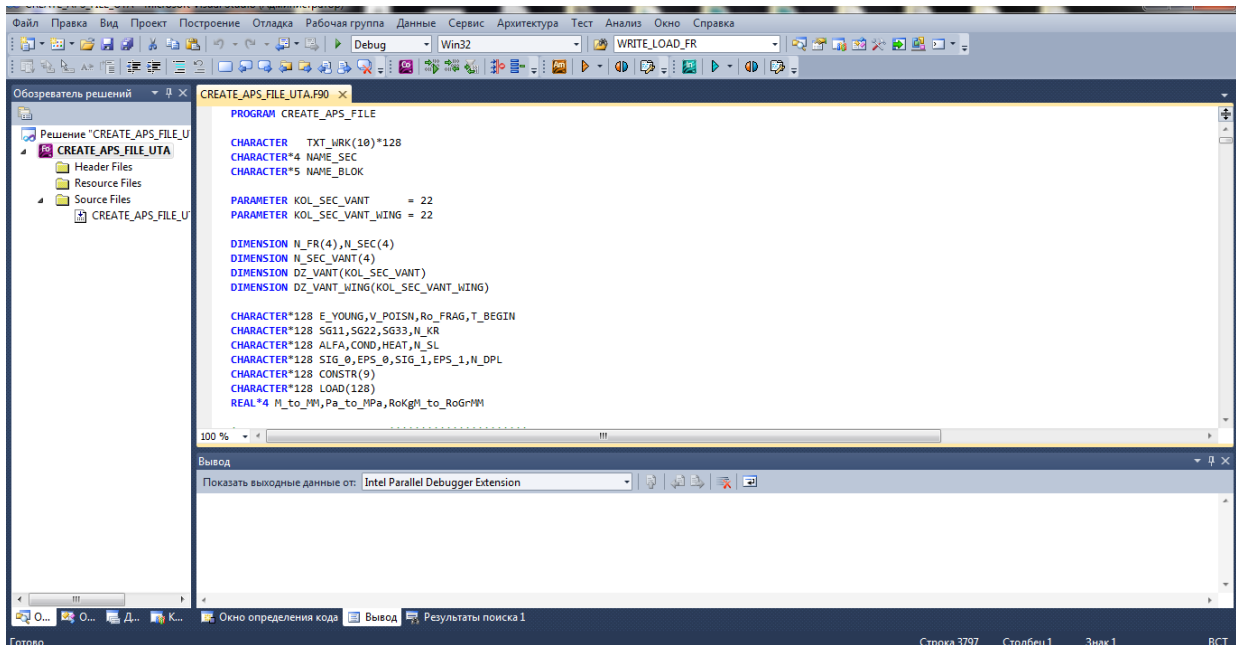 Файл Правка Вид Проект Построение Отладка Рабочая группа Данные Сервис Архитектура Тест Анализ Окно Справка
Debug Win32 WRITE_LOAD_FR
Обозреватель решений
CREATE_APS_FILE_UTA.F90
Решение "CREATE_APS_FILE_U
CREATE_APS_FILE_UTA
Header Files
Resource Files
Source Files
CREATE_APS_FILE_U
PROGRAM CREATE_APS_FILE
CHARACTER TXT_WRK(10)*128
CHARACTER*4 NAME_SEC
CHARACTER*5 NAME_BLOK
PARAMETER KOL_SEC_VANT = 22
PARAMETER KOL_SEC_VANT_WING = 22
DIMENSION N_FR(4),N_SEC(4)
DIMENSION N_SEC_VANT(4)
DIMENSION DZ_VANT(KOL_SEC_VANT)
DIMENSION DZ_VANT_WING(KOL_SEC_VANT_WING)
CHARACTER*128 E_YOUNG,V_POISN,Ro_FRAG,T_BEGIN
CHARACTER*128 SG11,SG22,SG33,N_KR
CHARACTER*128 ALFA,COND,HEAT,N_SL
CHARACTER*128 SIG_0,EPS_0,SIG_1,EPS_1,N_DPL
CHARACTER*128 CONSTR(9)
CHARACTER*128 LOAD(128)
REAL*4 M_to_MM,Pa_to_MPa,RoKgM_to_RoGrMM
100 %
Вывод
Показать выходные данные от: Intel Parallel Debugger Extension
О... О... Д... К... Окно определения кода Вывод Результаты поиска 1
Готово Строка 3797 Столбец 1 Знак 1 ВСТ